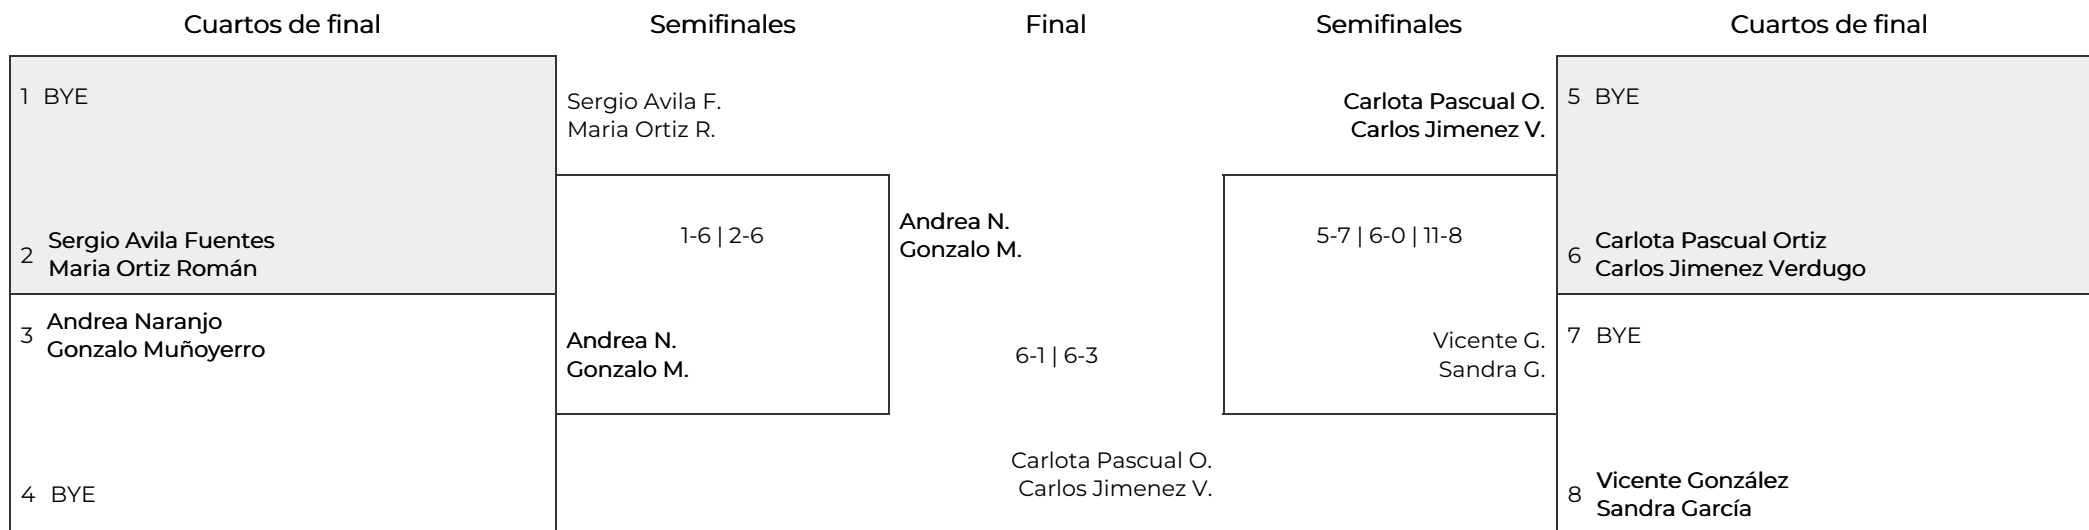 Cuartos de final
Semifinales
Final
Semifinales
Cuartos de final
1 BYE
2 Sergio Avila Fuentes
Maria Ortiz Román
3 Andrea Naranjo
Gonzalo Muñoyerro
4 BYE
Sergio Avila F.
Maria Ortiz R.
1-6 | 2-6
Andrea N.
Gonzalo M.
Andrea N.
Gonzalo M.
6-1 | 6-3
Carlota Pascual O.
Carlos Jimenez V.
Carlota Pascual O.
Carlos Jimenez V.
5-7 | 6-0 | 11-8
Vicente G.
Sandra G.
5 BYE
6 Carlota Pascual Ortiz
Carlos Jimenez Verdugo
7 BYE
8 Vicente González
Sandra García